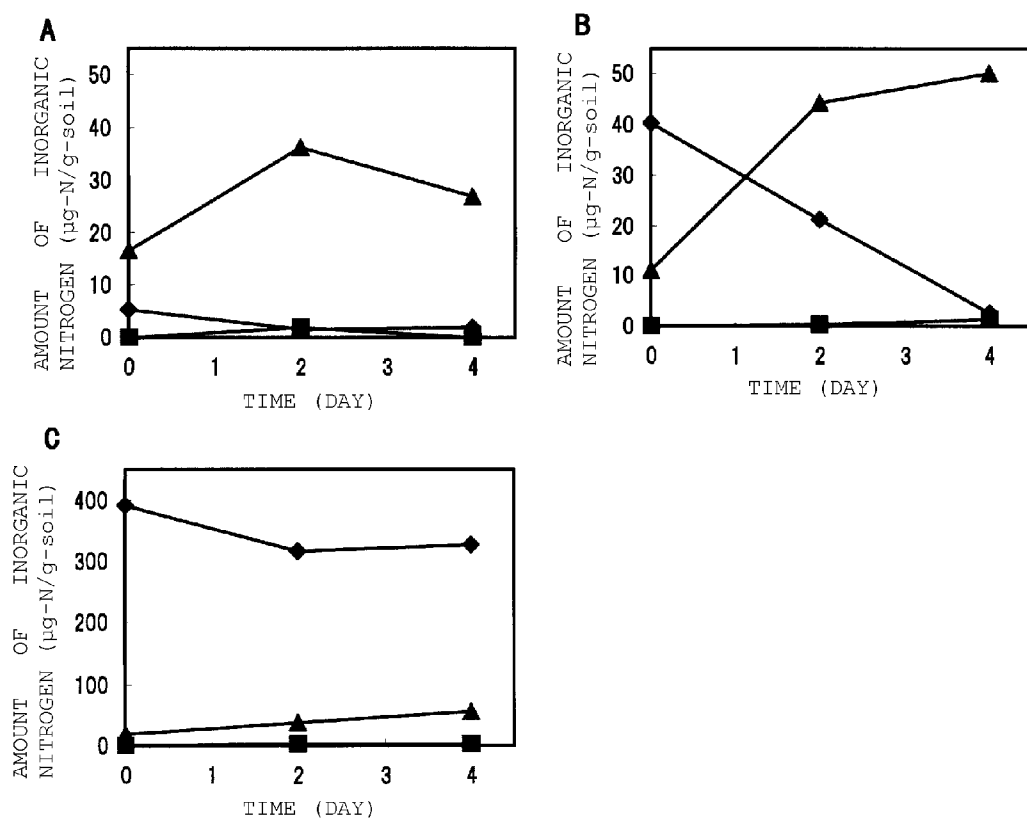 A
AMOUNT OF INORGANIC
NITROGEN (µg-N/g-soil)
50
40
30
20
10
0
0 1 2 3 4
TIME (DAY)
B
AMOUNT OF INORGANIC
NITROGEN (µg-N/g-soil)
50
40
30
20
10
0
0 1 2 3 4
TIME (DAY)
C
AMOUNT OF INORGANIC
NITROGEN (µg-N/g-soil)
400
300
200
100
0
0 1 2 3 4
TIME (DAY)